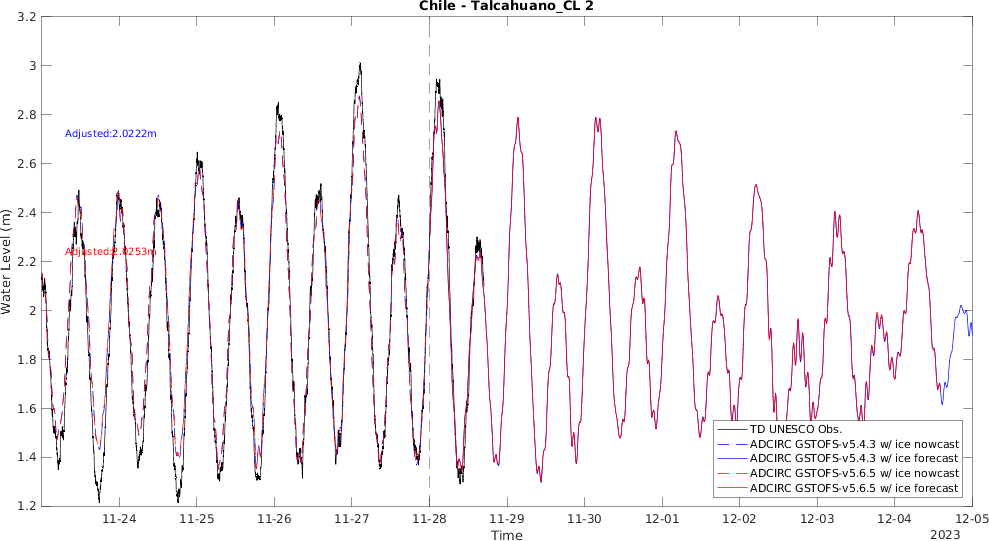 Chile - Talcahuano_CL 2
3.2
3
2.8
2.6
2.4
2.2
2
1.8
1.6
1.4
1.2
Water Level (m)
Adjusted:2.0222m
Adjusted:2.0253m
TD UNESCO Obs.
ADCIRC GSTOFS-v5.4.3 w/ ice nowcast
ADCIRC GSTOFS-v5.4.3 w/ ice forecast
ADCIRC GSTOFS-v5.6.5 w/ ice nowcast
ADCIRC GSTOFS-v5.6.5 w/ ice forecast
11-24 11-25 11-26 11-27 11-28 11-29 11-30 12-01 12-02 12-03 12-04 12-05
Time
2023